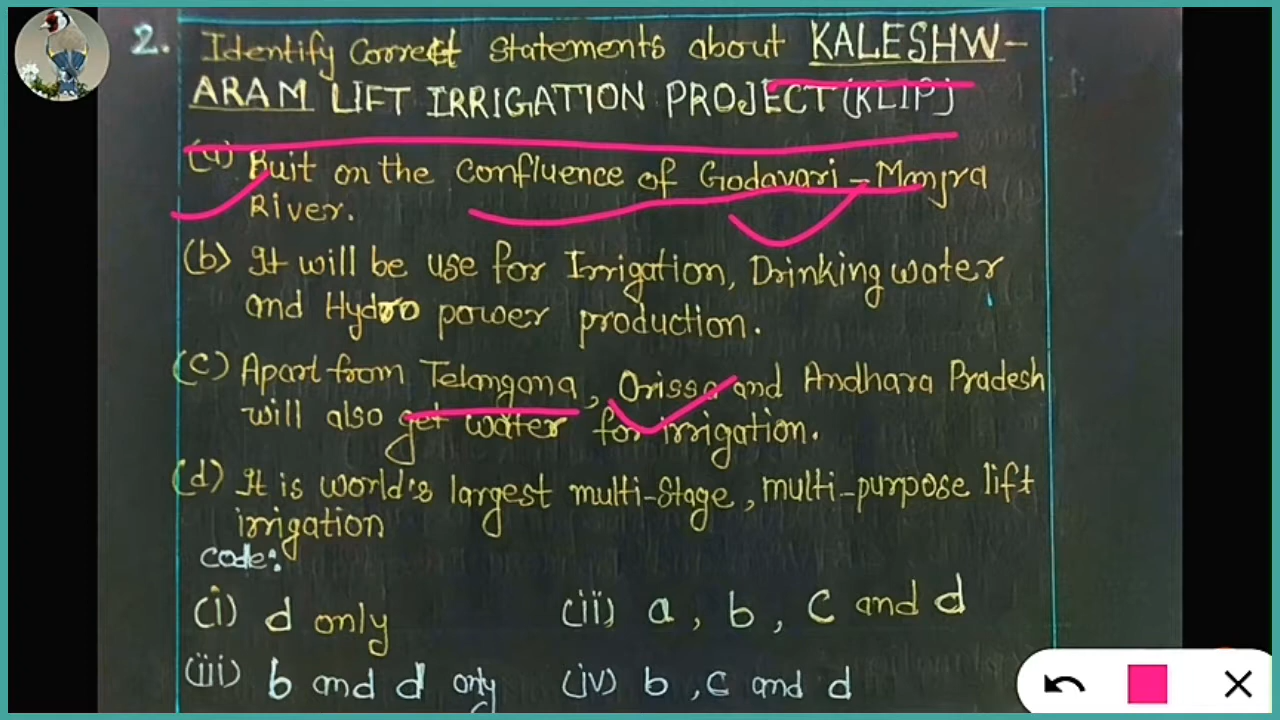 2. Identify Correct Statements about KALESHW-
ARAM LIFT IRRIGATION PROJECT (KLIP)
(a) Buit on the confluence of Godavari - Manjra
River.
(b) It will be use for Irrigation, Drinking water
and Hydro power production.
(c) Apart from Telangana, Orissa and Andhara Pradesh
will also get water for irrigation.
(d) It is world's largest multi-stage, multi-purpose lift
irrigation
code:
(i) d only (ii) a, b, c and d
(iii) b and d only (iv) b, c and d